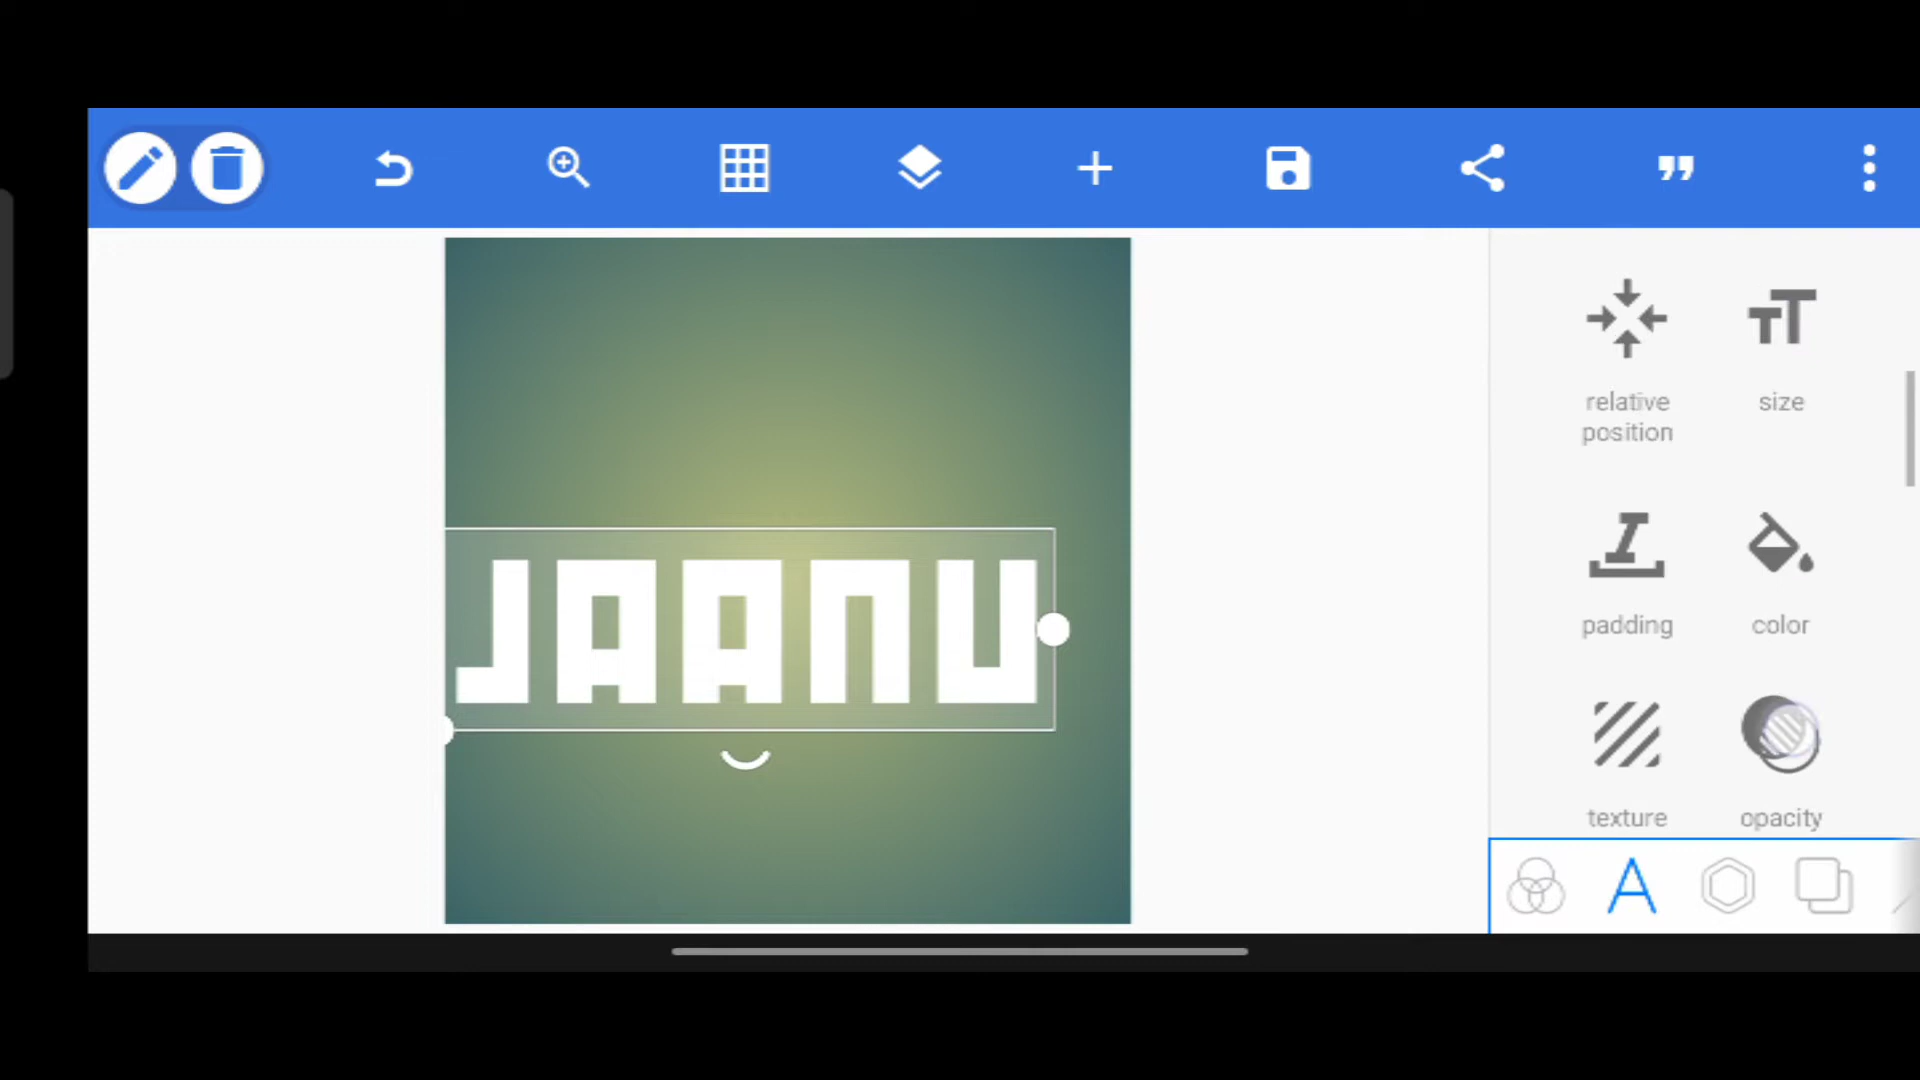 JAANU
relative
position
size
padding
color
texture
opacity